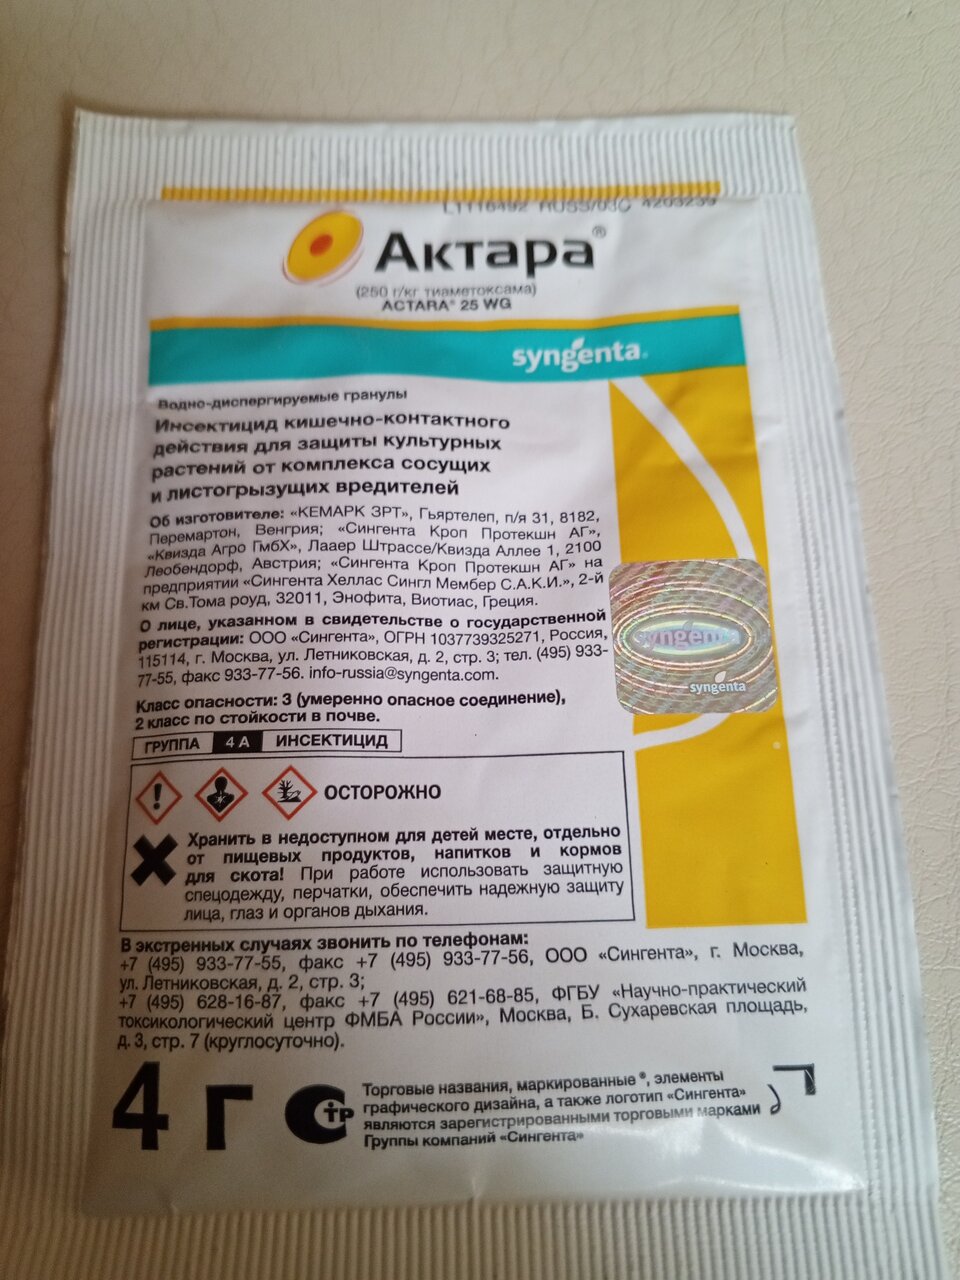 L1116492 RUSS/03C 4203239
Актара®
(250 г/кг тиаметоксама)
ACTARA® 25 WG
syngenta.
Водно-диспергируемые гранулы
Инсектицид кишечно-контактного
действия для защиты культурных
растений от комплекса сосущих
и листогрызущих вредителей
Об изготовителе: «КЕМАРК ЗРТ», Гьяртелеп, п/я 31, 8182,
Перемартон, Венгрия; «Сингента Кроп Протекшн АГ»,
«Квизда Агро ГмбХ», Лааер Штрассе/Квизда Аллее 1, 2100
Леобендорф, Австрия; «Сингента Кроп Протекшн АГ» на
предприятии «Сингента Хеллас Сингл Мембер С.А.К.И.», 2-й
км Св.Тома роуд, 32011, Энофита, Виотиас, Греция.
О лице, указанном в свидетельстве о государственной
регистрации: ООО «Сингента», ОГРН 1037739325271, Россия,
115114, г. Москва, ул. Летниковская, д. 2, стр. 3; тел. (495) 933-
77-55, факс 933-77-56. info-russia@syngenta.com.
syngenta
syngenta
Класс опасности: 3 (умеренно опасное соединение),
2 класс по стойкости в почве.
ГРУППА 4 А ИНСЕКТИЦИД
ОСТОРОЖНО
Хранить в недоступном для детей месте, отдельно
от пищевых продуктов, напитков и кормов
для скота! При работе использовать защитную
спецодежду, перчатки, обеспечить надежную защиту
лица, глаз и органов дыхания.
В экстренных случаях звонить по телефонам:
+7 (495) 933-77-55, факс +7 (495) 933-77-56, ООО «Сингента», г. Москва,
ул. Летниковская, д. 2, стр. 3;
+7 (495) 628-16-87, факс +7 (495) 621-68-85, ФГБУ «Научно-практический
токсикологический центр ФМБА России», Москва, Б. Сухаревская площадь,
д. 3, стр. 7 (круглосуточно).
4 г
Торговые названия, маркированные ®, элементы
графического дизайна, а также логотип «Сингента»
являются зарегистрированными торговыми марками
Группы компаний «Сингента»